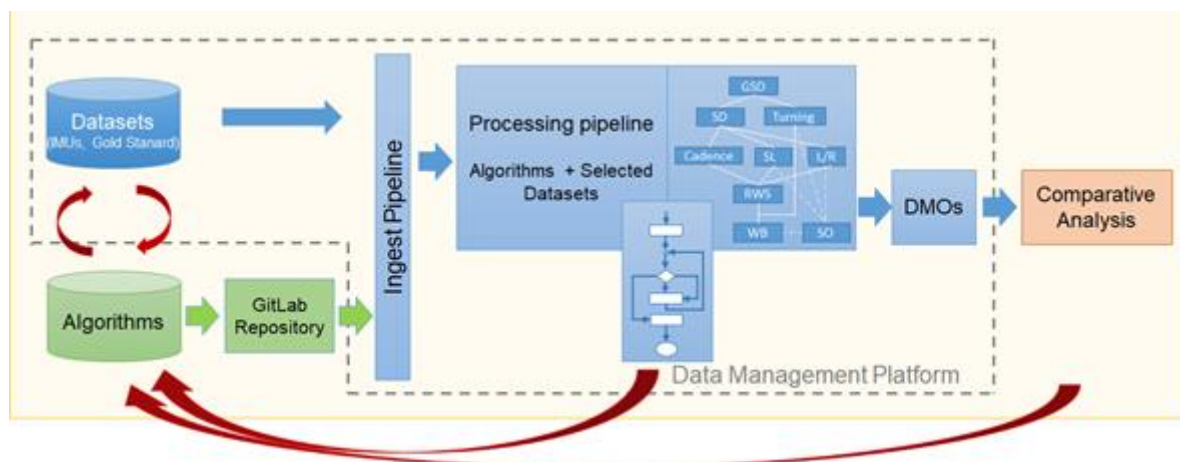 Datasets
(IMUs, Gold Stanard)
Algorithms
GitLab
Repository
Ingest Pipeline
Processing pipeline
Algorithms + Selected
Datasets
GSD
SD
Turning
Cadence
SL
L/R
RWS
WB
SO
DMOs
Comparative
Analysis
Data Management Platform